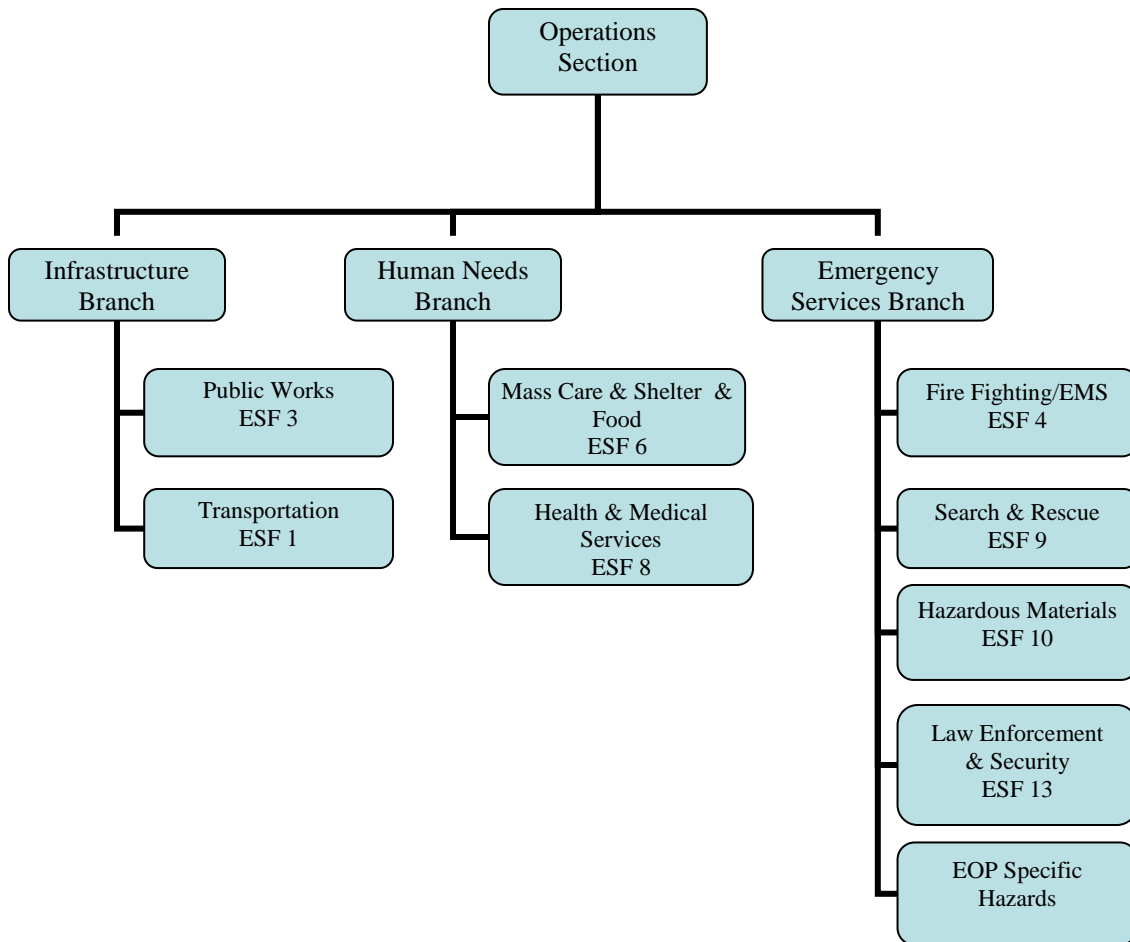 Operations
Section
Infrastructure
Branch
Human Needs
Branch
Emergency
Services Branch
Public Works
ESF 3
Transportation
ESF 1
Mass Care & Shelter & 
Food
ESF 6
Health & Medical
Services
ESF 8
Fire Fighting/EMS
ESF 4
Search & Rescue
ESF 9
Hazardous Materials
ESF 10
Law Enforcement
& Security
ESF 13
EOP Specific
Hazards